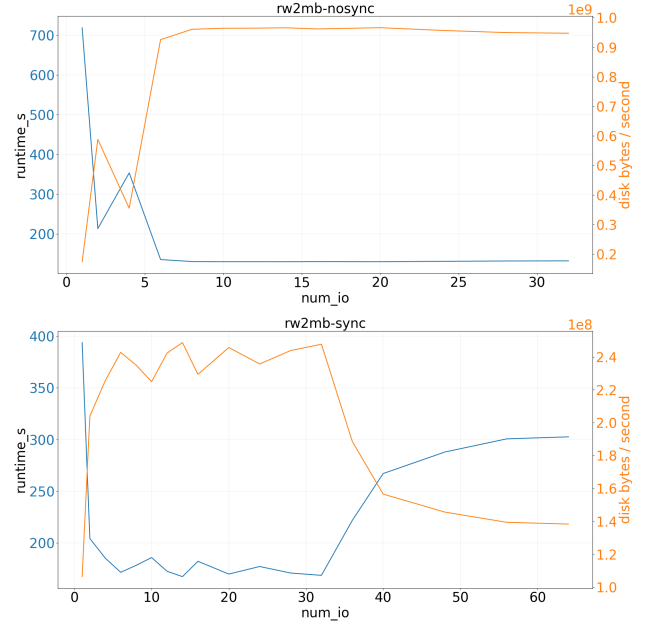 rw2mb-nosync
1e9
700
600
500
400
300
200
runtime_s
1.0
0.9
0.8
0.7
0.6
0.5
0.4
0.3
0.2
disk bytes / second
0 5 10 15 20 25 30
num_io
rw2mb-sync
1e8
400
350
300
250
200
runtime_s
2.4
2.2
2.0
1.8
1.6
1.4
1.2
1.0
disk bytes / second
0 10 20 30 40 50 60
num_io